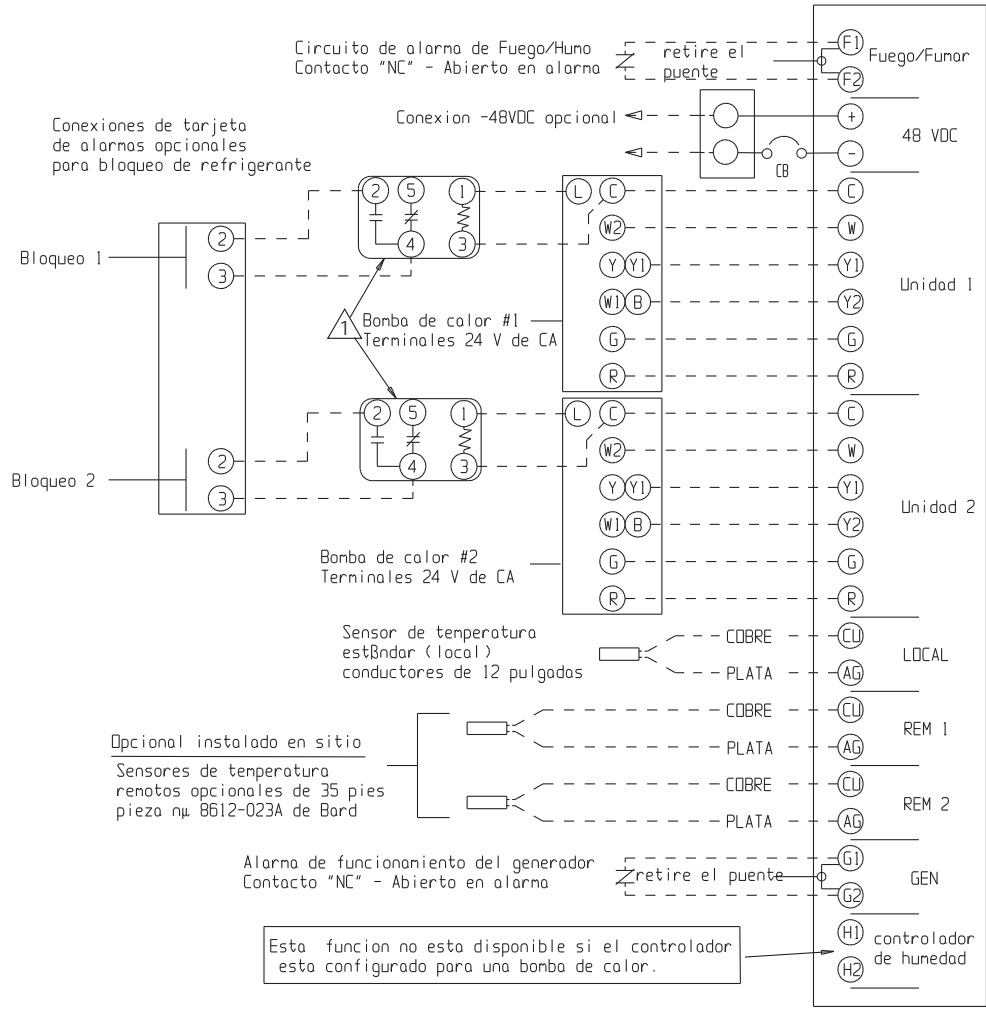 Circuito de alarma de Fuego/Humo
Contacto "NC" - Abierto en alarma
retire el
puente
F1
F2
Fuego/Fumar
Conexion -48VDC opcional
CB
+
-
48 VDC
Conexiones de tarjeta
de alarmas opcionales
para bloqueo de refrigerante
Bloqueo 1
2
3
2
5
1
4
3
L
C
W2
Y
Y1
W1
B
G
R
C
W
Y1
Y2
G
R
Unidad 1
1
Bomba de calor #1
Terminales 24 V de CA
Bloqueo 2
2
3
2
5
1
4
3
L
C
W2
Y
Y1
W1
B
G
R
C
W
Y1
Y2
G
R
Unidad 2
Bomba de calor #2
Terminales 24 V de CA
Sensor de temperatura
estßndar (local)
conductores de 12 pulgadas
COBRE
PLATA
CU
AG
LOCAL
Opcional instalado en sitio
Sensores de temperatura
remotos opcionales de 35 pies
pieza nµ 8612-023A de Bard
COBRE
PLATA
CU
AG
REM 1
COBRE
PLATA
CU
AG
REM 2
Alarma de funcionamiento del generador
Contacto "NC" - Abierto en alarma
retire el puente
G1
G2
GEN
Esta funcion no esta disponible si el controlador
esta configurado para una bomba de calor.
H1
H2
controlador
de humedad